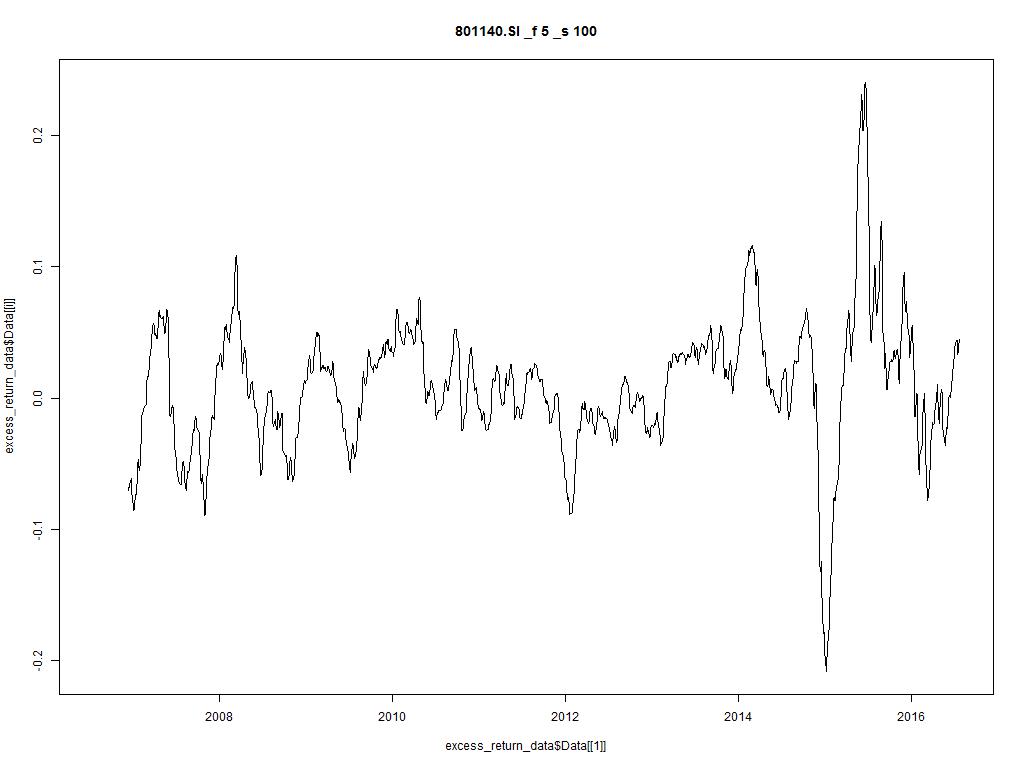 801140.SI _f 5 _s 100
excess_return_data$Data[[i]]
0.2
0.1
0.0
-0.1
-0.2
2008 2010 2012 2014 2016
excess_return_data$Data[[1]]